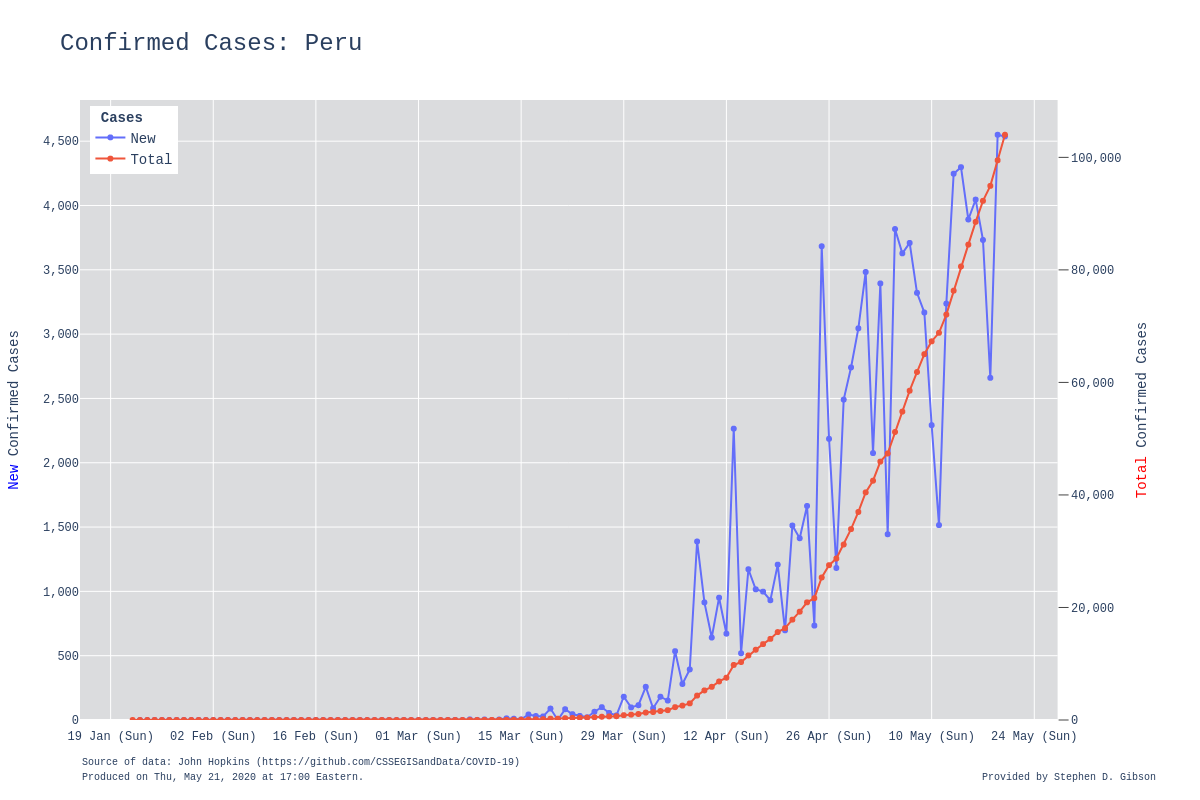 Confirmed Cases: Peru
Cases
New
Total
4,500
4,000
3,500
3,000
2,500
2,000
1,500
1,000
500
0
New Confirmed Cases
100,000
80,000
60,000
40,000
20,000
0
Total Confirmed Cases
19 Jan (Sun) 02 Feb (Sun) 16 Feb (Sun) 01 Mar (Sun) 15 Mar (Sun) 29 Mar (Sun) 12 Apr (Sun) 26 Apr (Sun) 10 May (Sun) 24 May (Sun)
Source of data: John Hopkins (https://github.com/CSSEGISandData/COVID-19)
Produced on Thu, May 21, 2020 at 17:00 Eastern.
Provided by Stephen D. Gibson